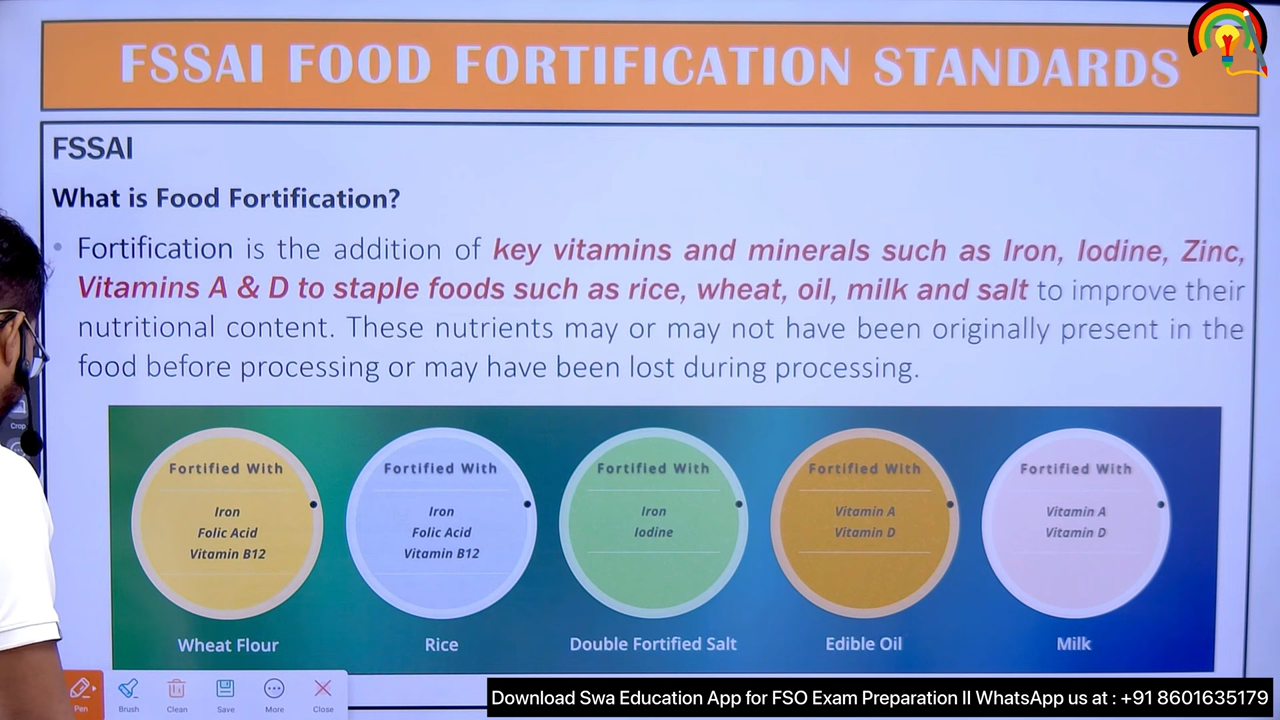 FSSAI FOOD FORTIFICATION STANDARDS
FSSAI
What is Food Fortification?
• Fortification is the addition of key vitamins and minerals such as Iron, Iodine, Zinc,
Vitamins A & D to staple foods such as rice, wheat, oil, milk and salt to improve their
nutritional content. These nutrients may or may not have been originally present in the
food before processing or may have been lost during processing.
Fortified With
Iron
Folic Acid
Vitamin B12
Wheat Flour
Fortified With
Iron
Folic Acid
Vitamin B12
Rice
Fortified With
Iron
Iodine
Double Fortified Salt
Fortified With
Vitamin A
Vitamin D
Edible Oil
Fortified With
Vitamin A
Vitamin D
Milk
Crop
Pen
Brush
Clean
Save
More
Close
Download Swa Education App for FSO Exam Preparation II WhatsApp us at : +91 8601635179